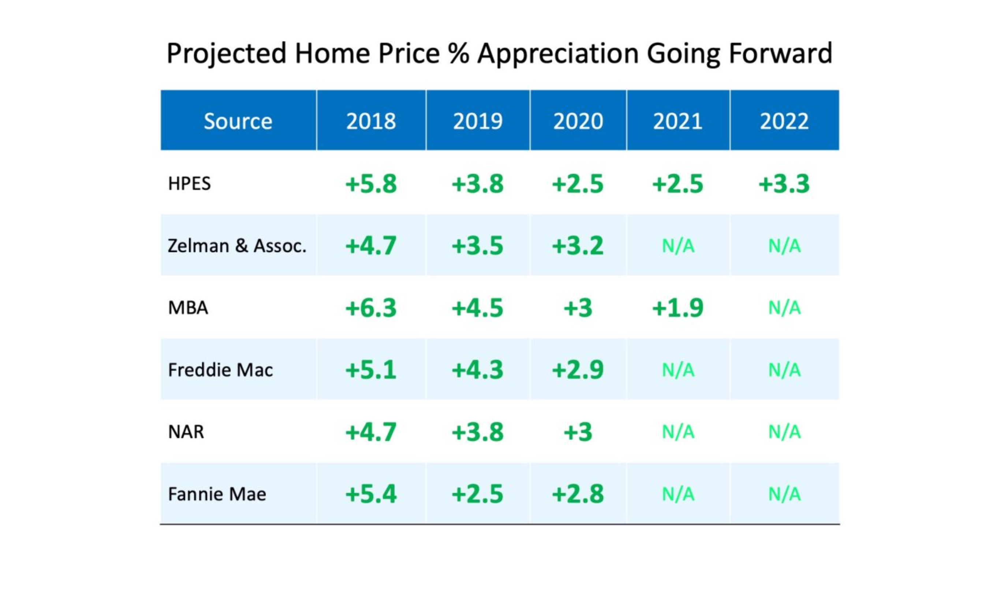 Projected Home Price % Appreciation Going Forward
Source 2018 2019 2020 2021 2022
HPES +5.8 +3.8 +2.5 +2.5 +3.3
Zelman & Assoc. +4.7 +3.5 +3.2 N/A N/A
MBA +6.3 +4.5 +3 +1.9 N/A
Freddie Mac +5.1 +4.3 +2.9 N/A N/A
NAR +4.7 +3.8 +3 N/A N/A
Fannie Mae +5.4 +2.5 +2.8 N/A N/A